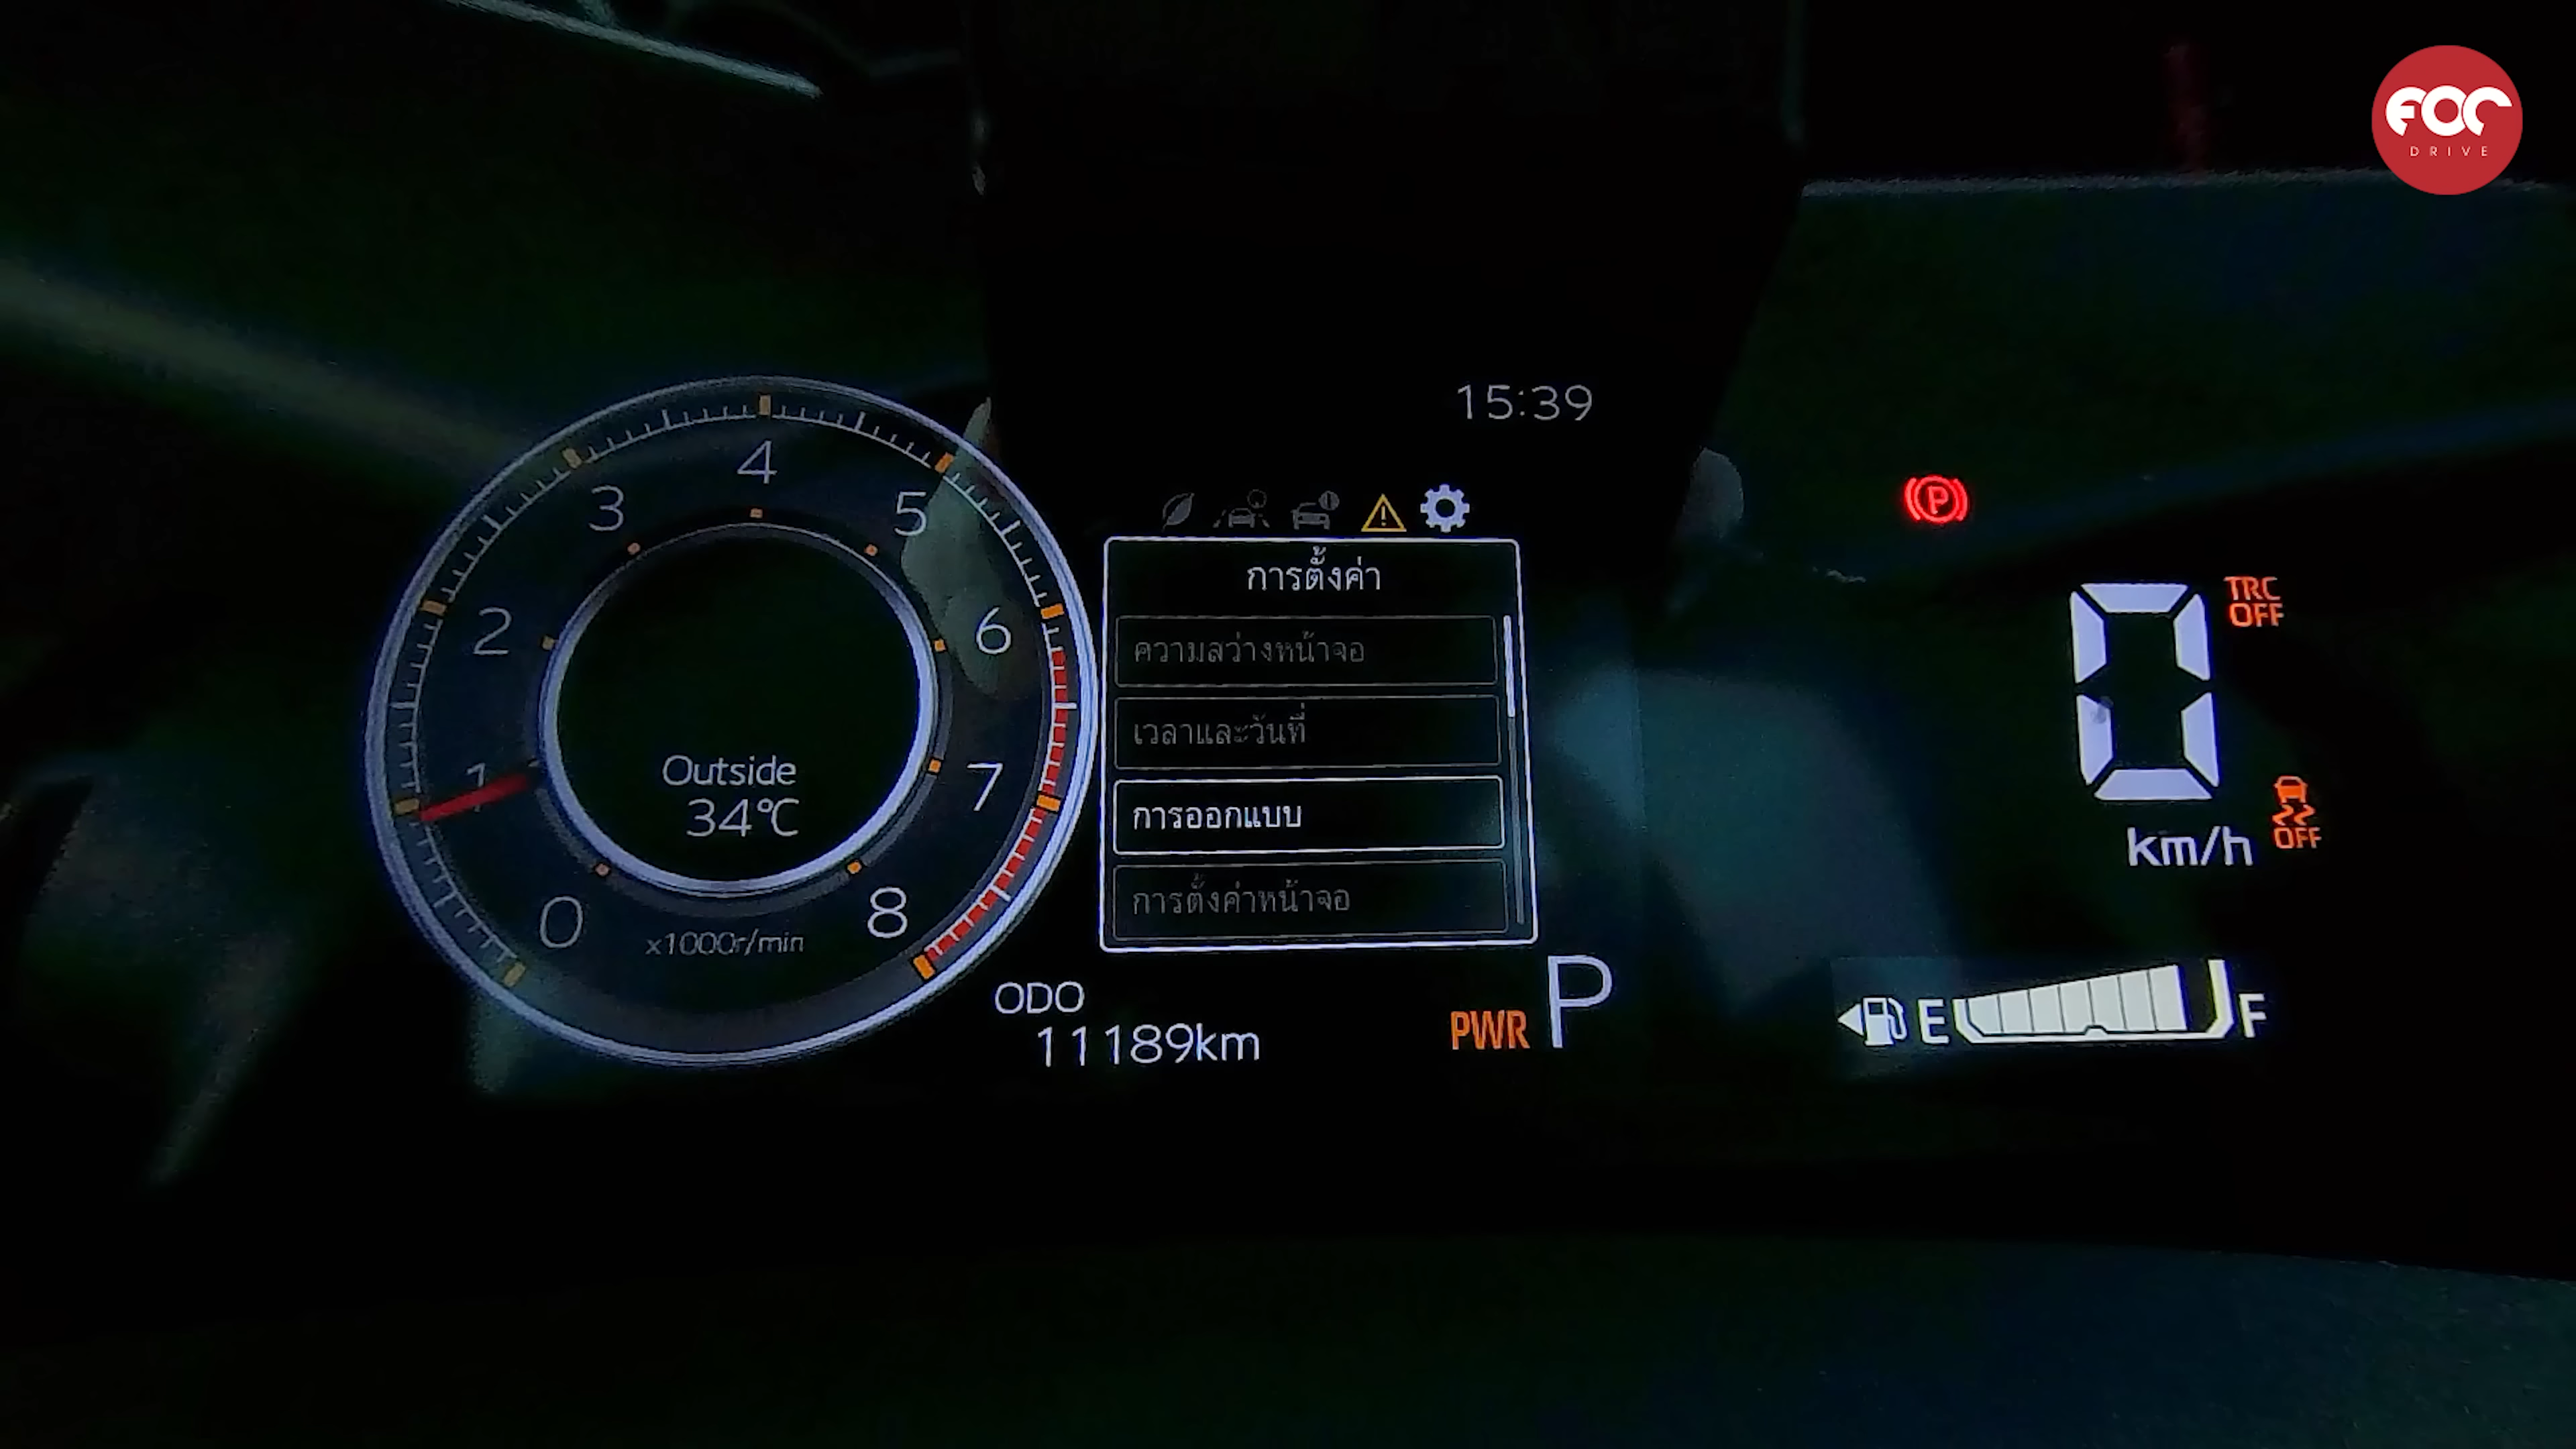 FOC
DRIVE
15:39
4
3
5
2
6
การตั้งค่า
ความสว่างหน้าจอ
เวลาและวันที่
การออกแบบ
การตั้งค่าหน้าจอ
1
7
Outside
34°C
0
8
x1000r/min
P
TRC
OFF
0
km/h
OFF
ODO
11189km
PWR P
E F